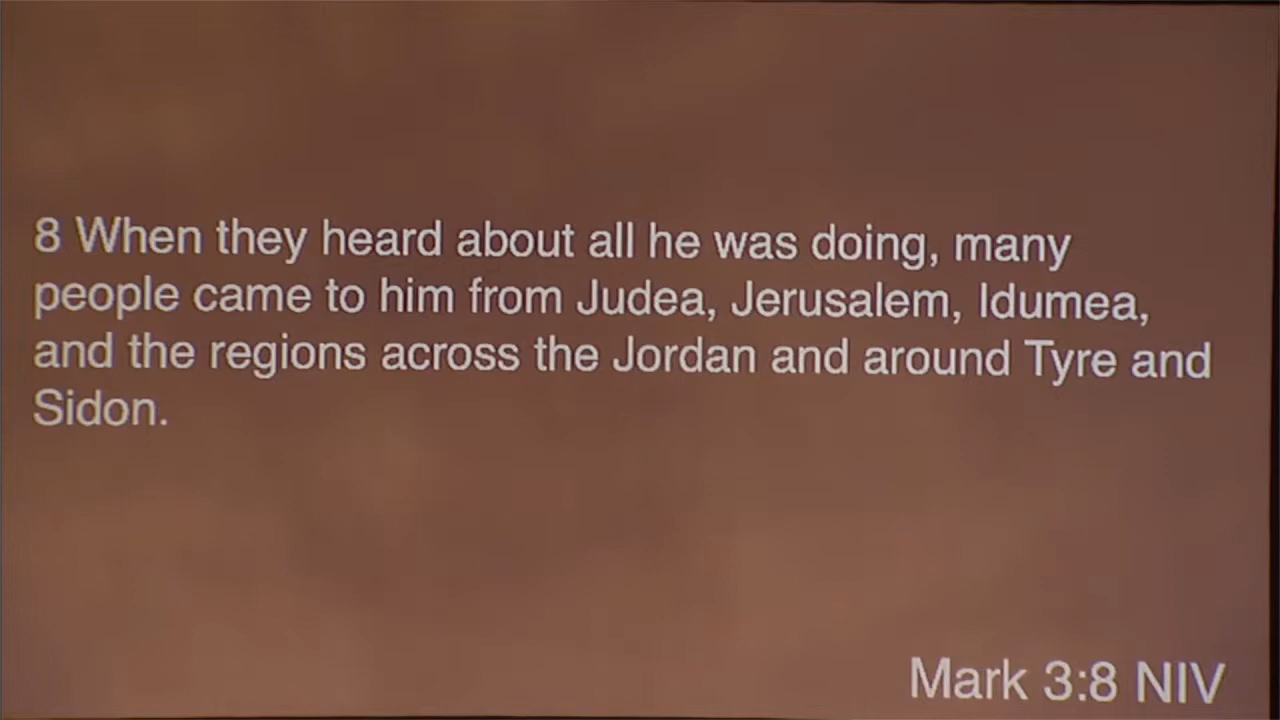 8 When they heard about all he was doing, many
people came to him from Judea, Jerusalem, Idumea,
and the regions across the Jordan and around Tyre and
Sidon.
Mark 3:8 NIV